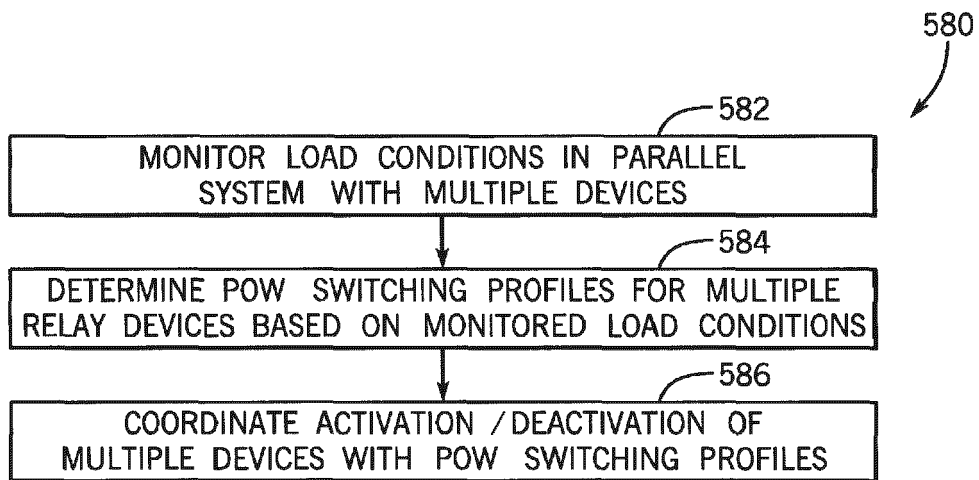 580
582
MONITOR LOAD CONDITIONS IN PARALLEL
SYSTEM WITH MULTIPLE DEVICES
584
DETERMINE POW SWITCHING PROFILES FOR MULTIPLE
RELAY DEVICES BASED ON MONITORED LOAD CONDITIONS
586
COORDINATE ACTIVATION / DEACTIVATION OF
MULTIPLE DEVICES WITH POW SWITCHING PROFILES